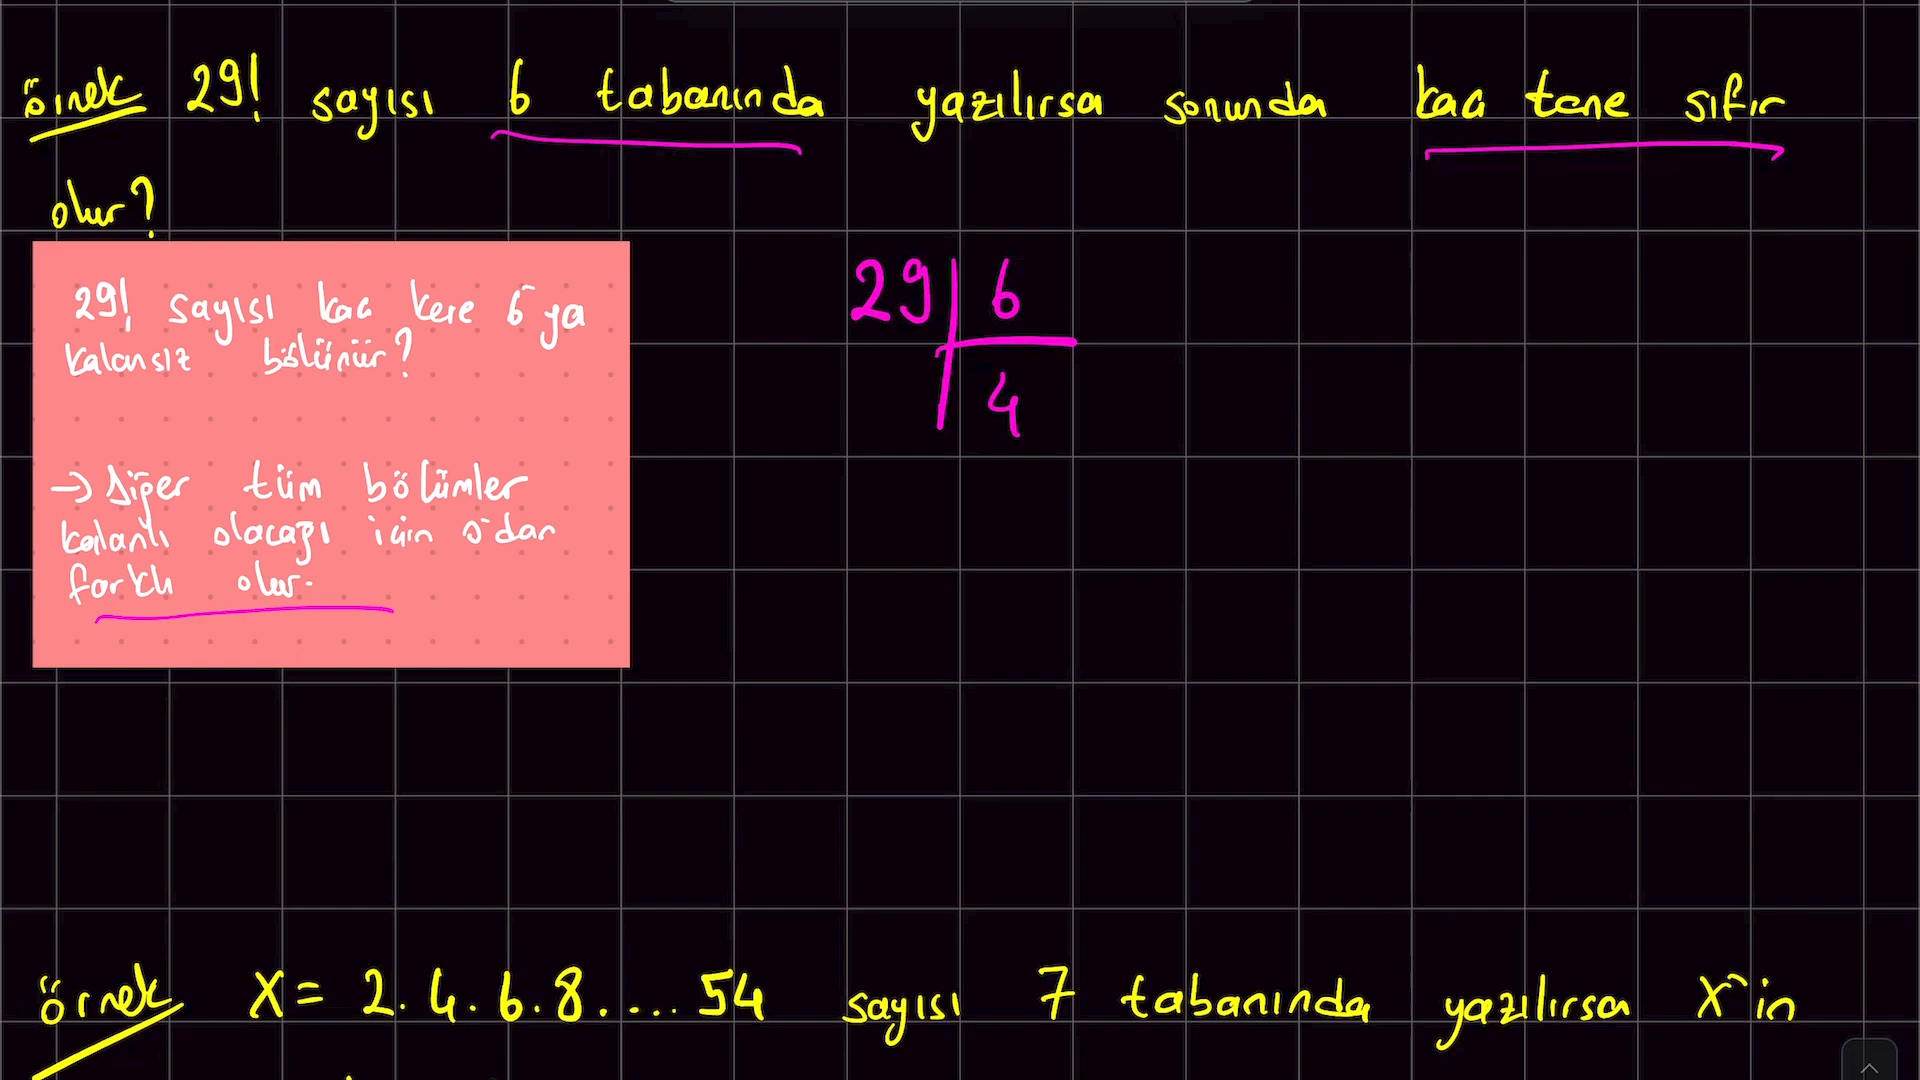 örnek 29! sayısı 6 tabanında yazılırsa sonunda kaç tane sıfır
olur?
29! sayısı kaç kere 6'ya
kalansız bölünür?
→ Diğer tüm bölümler
kalanlı olacağı için 0'dan
farklı olur.
29 | 6
4
örnek X = 2.4.6.8. ... 54 sayısı 7 tabanında yazılırsa X'in